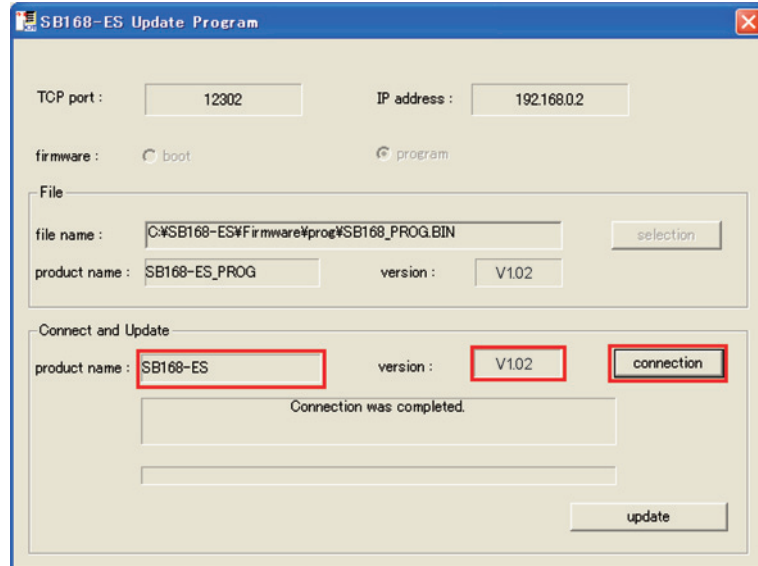 SB168-ES Update Program
TCP port : 12302 IP address : 192.168.0.2
firmware : boot program
File
file name : C:¥SB168-ES¥Firmware¥prog¥SB168_PROG.BIN selection
product name : SB168-ES_PROG version : V1.02
Connect and Update
product name : SB168-ES version : V1.02 connection
Connection was completed.
update